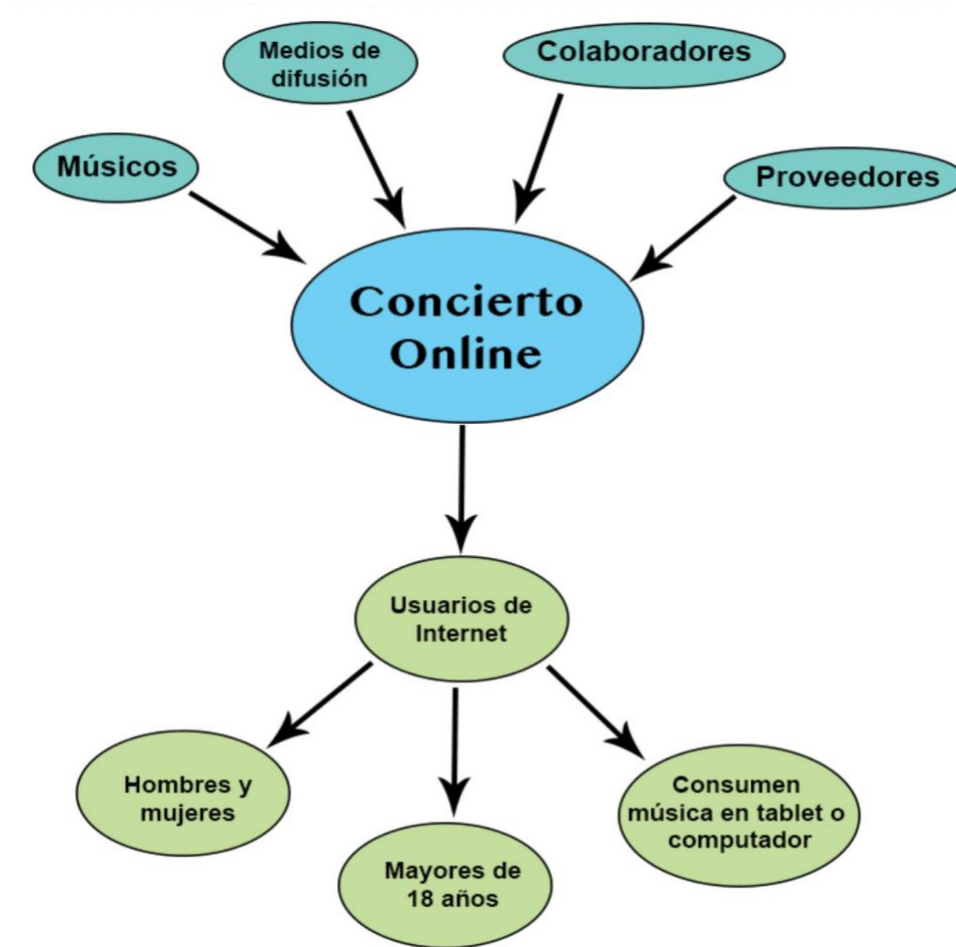 Medios de
difusión
Colaboradores
Músicos
Proveedores
Concierto
Online
Usuarios de
Internet
Hombres y
mujeres
Mayores de
18 años
Consumen
música en tablet o
computador